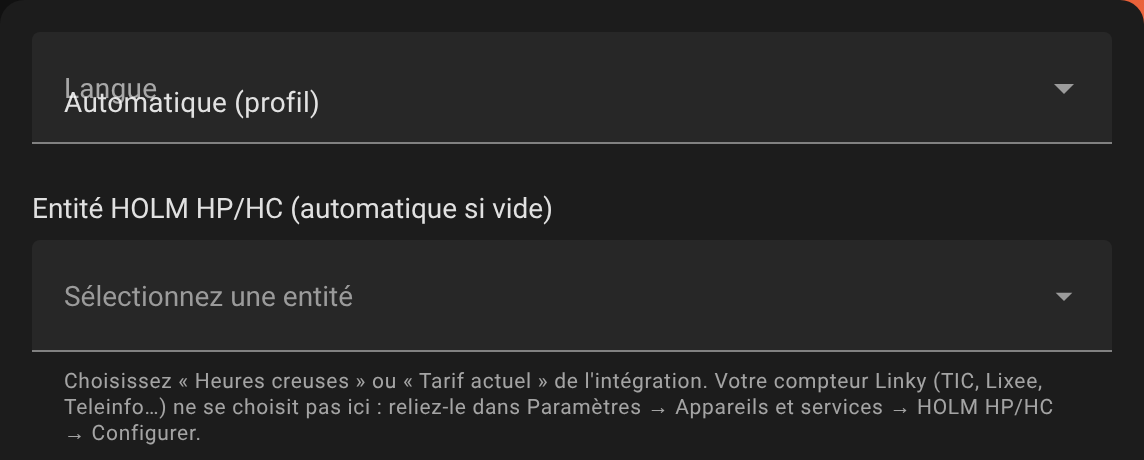 Langue
Automatique (profil)
Entité HOLM HP/HC (automatique si vide)
Sélectionnez une entité
Choisissez « Heures creuses » ou « Tarif actuel » de l'intégration. Votre compteur Linky (TIC, Lixee,
Teleinfo…) ne se choisit pas ici : reliez-le dans Paramètres → Appareils et services → HOLM HP/HC
→ Configurer.